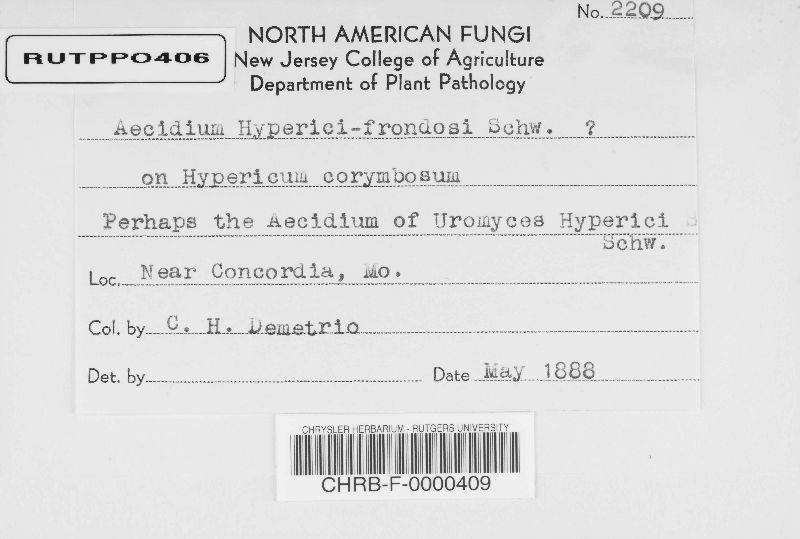 No. 2209
RUTPP0406
NORTH AMERICAN FUNGI
New Jersey College of Agriculture
Department of Plant Pathology
Aecidium Hyperici-frondosi Schw. ?
on Hypericum corymbosum
Perhaps the Aecidium of Uromyces Hyperici
Schw.
Loc. Near Concordia, Mo.
Col. by C. H. Demetrio
Det. by Date May 1888
CHRYSLER HERBARIUM - RUTGERS UNIVERSITY
CHRB-F-0000409